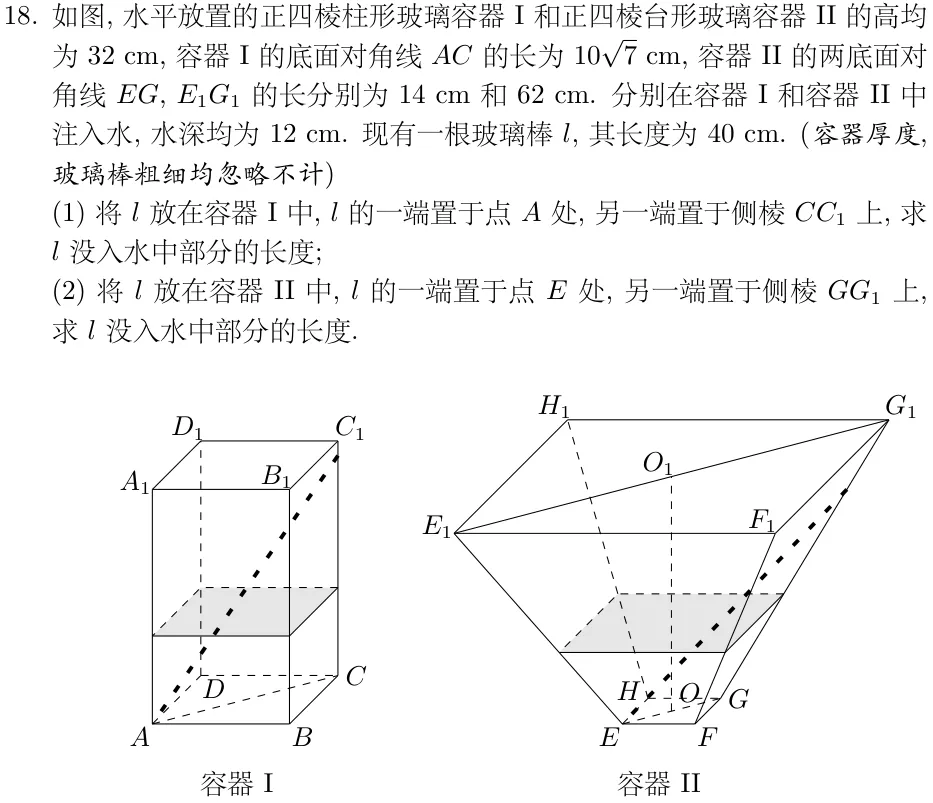 18. 如图, 水平放置的正四棱柱形玻璃容器 I 和正四棱台形玻璃容器 II 的高均
为 32 cm, 容器 I 的底面对角线 AC 的长为 10√7 cm, 容器 II 的两底面对
角线 EG, E₁G₁ 的长分别为 14 cm 和 62 cm. 分别在容器 I 和容器 II 中
注入水, 水深均为 12 cm. 现有一根玻璃棒 l, 其长度为 40 cm. (容器厚度,
玻璃棒粗细均忽略不计)
(1) 将 l 放在容器 I 中, l 的一端置于点 A 处, 另一端置于侧棱 CC₁ 上, 求
l 没入水中部分的长度;
(2) 将 l 放在容器 II 中, l 的一端置于点 E 处, 另一端置于侧棱 GG₁ 上,
求 l 没入水中部分的长度.
D₁ C₁
A₁ B₁
D C
A B
容器 I
H₁ G₁
O₁
E₁ F₁
H O G
E F
容器 II